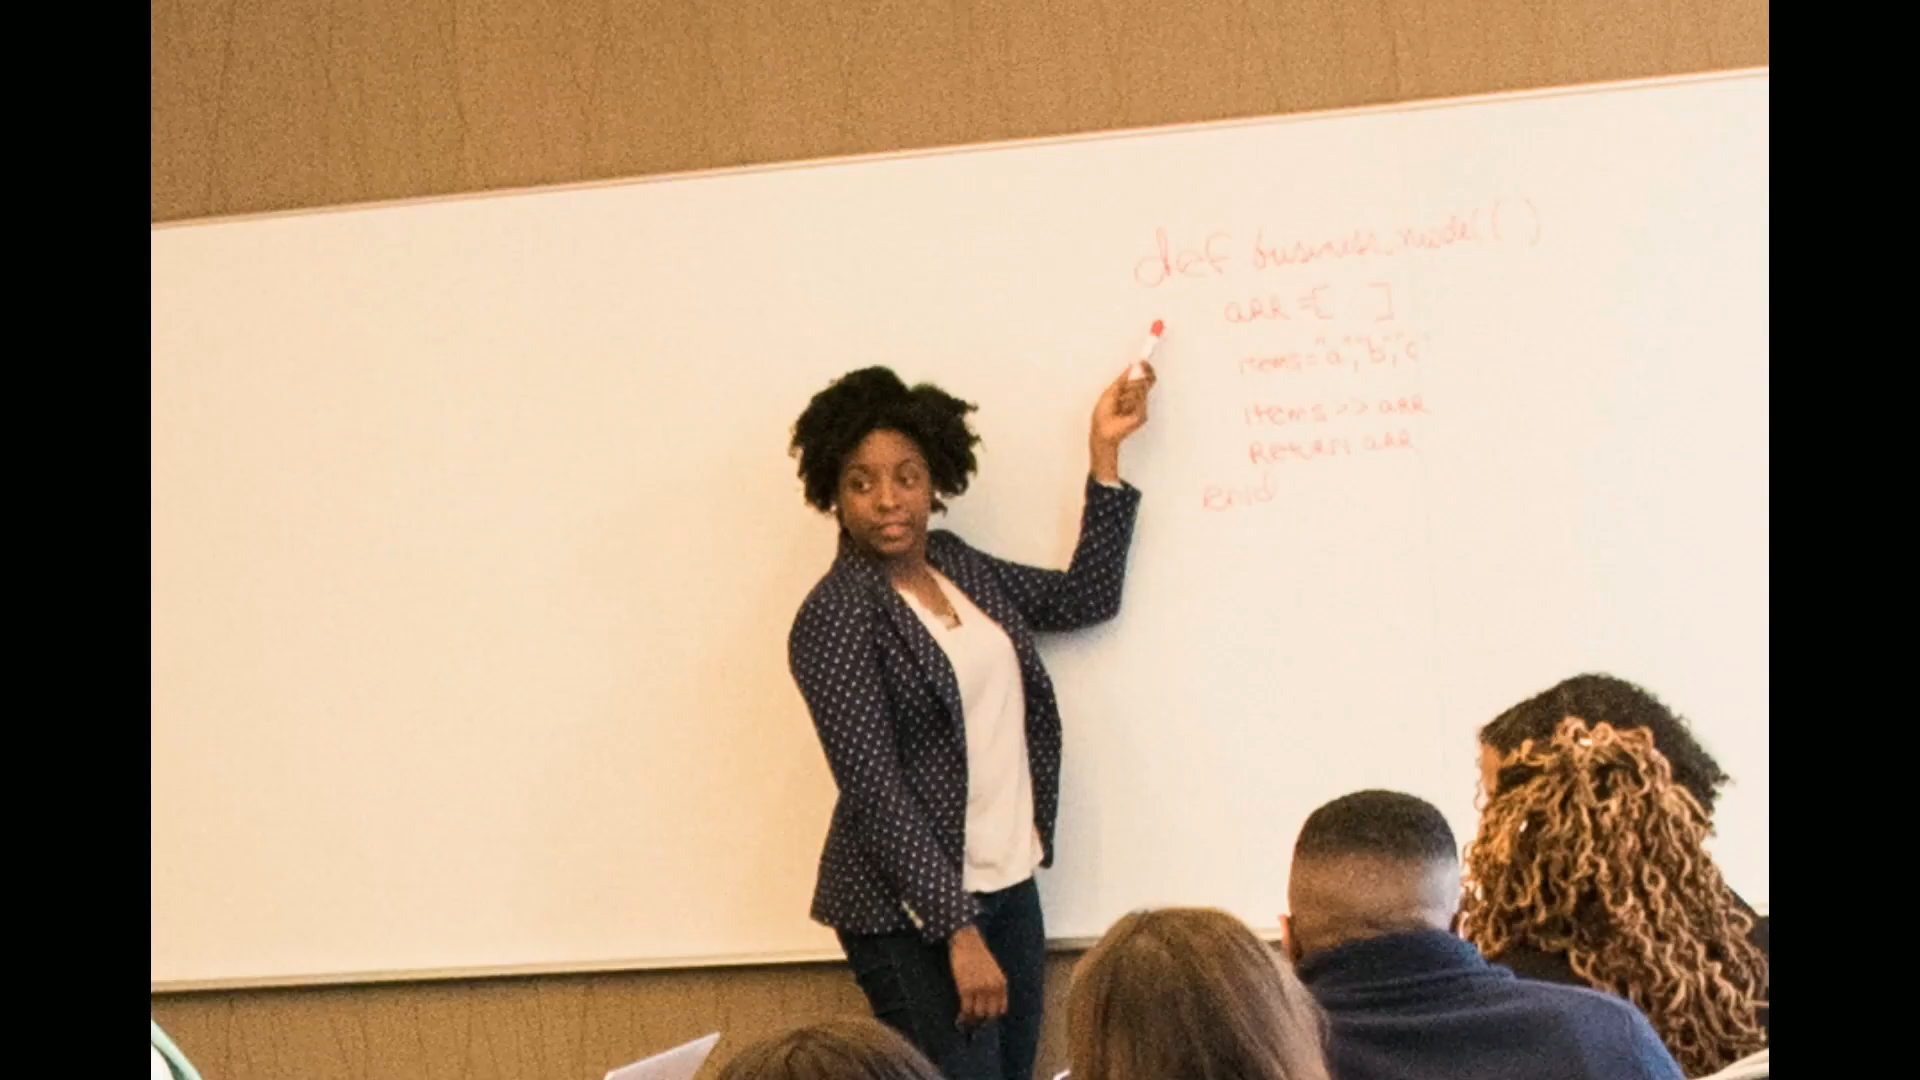 def business_model()
arr = [ ]
items = "a", "b", "c"
items -> arr
Return arr
end